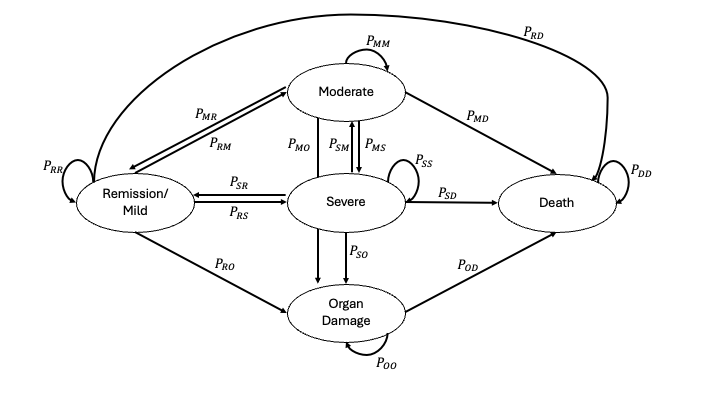 P_RD
P_MM
Moderate
P_MR
P_RM
P_MO
P_SM
P_MS
P_MD
P_RR
P_SS
P_DD
Remission/
Mild
P_SR
P_RS
Severe
P_SD
Death
P_SO
P_RO
P_OD
Organ
Damage
P_OO